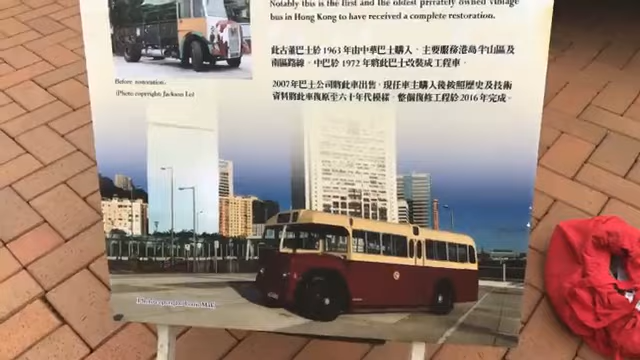 Notably this is the first and the oldest privately owned vintage
bus in Hong Kong to have received a complete restoration.
此古董巴士於1963年由中華巴士購入，主要服務港島半山區及
南區路線，中巴於1972年將此巴士改裝成工程車。
2007年巴士公司將此車出售，現任車主購入後按照歷史及技術
資料將此車復原至六十年代模樣，整個復修工程於2016年完成。
Before restoration.
(Photo copyright: Jackson Le)
(Photo copyright